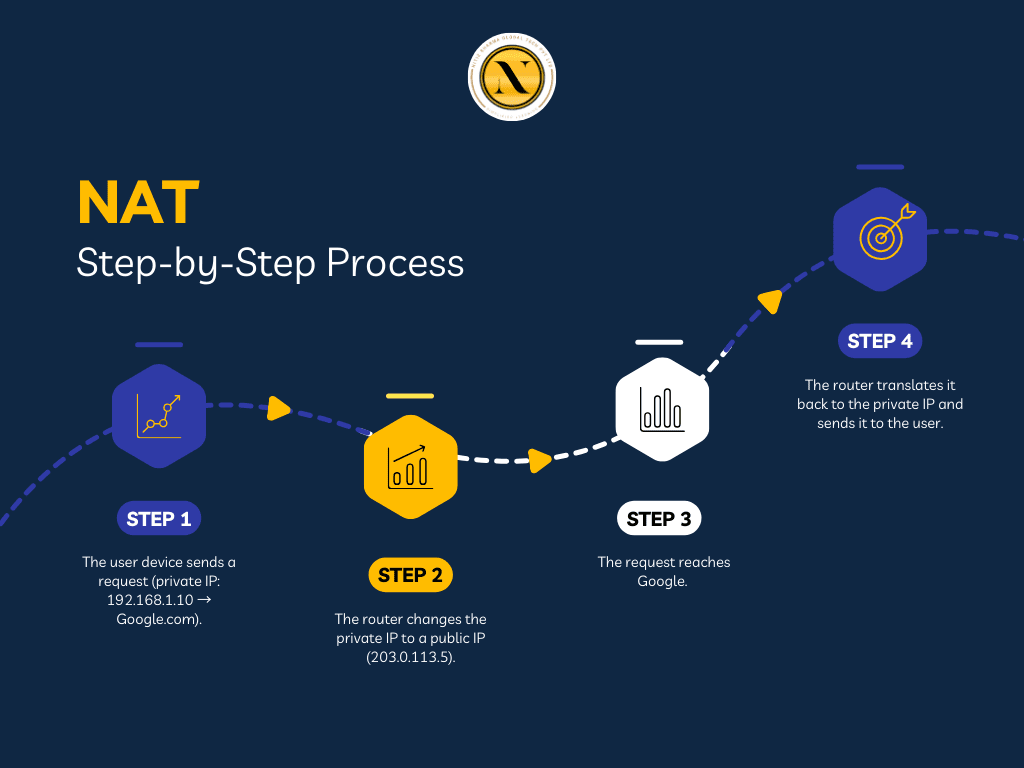 N
NAT
Step-by-Step Process
STEP 1
The user device sends a
request (private IP:
192.168.1.10 →
Google.com).
STEP 2
The router changes the
private IP to a public IP
(203.0.113.5).
STEP 3
The request reaches
Google.
STEP 4
The router translates it
back to the private IP and
sends it to the user.